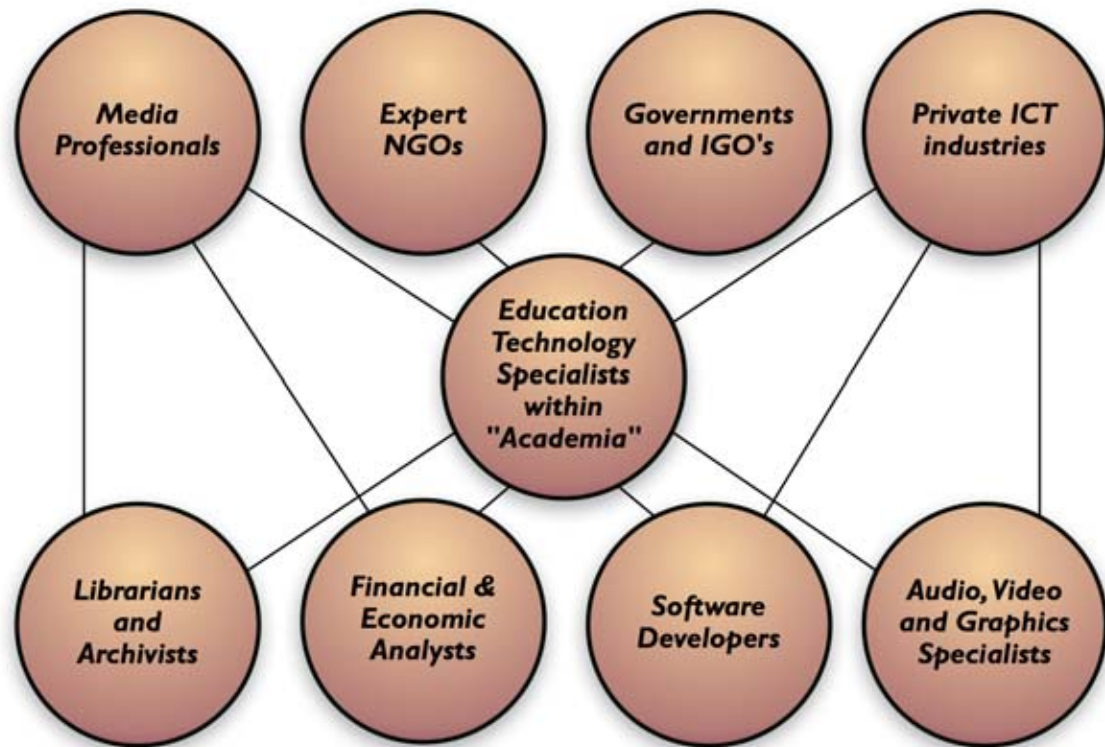 Media
Professionals
Expert
NGOs
Governments
and IGO's
Private ICT
industries
Education
Technology
Specialists
within
"Academia"
Librarians
and
Archivists
Financial &
Economic
Analysts
Software
Developers
Audio, Video
and Graphics
Specialists